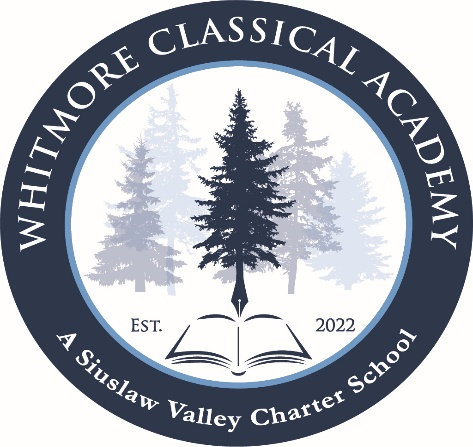 WHITMORE CLASSICAL ACADEMY
EST. 2022
A Siuslaw Valley Charter School